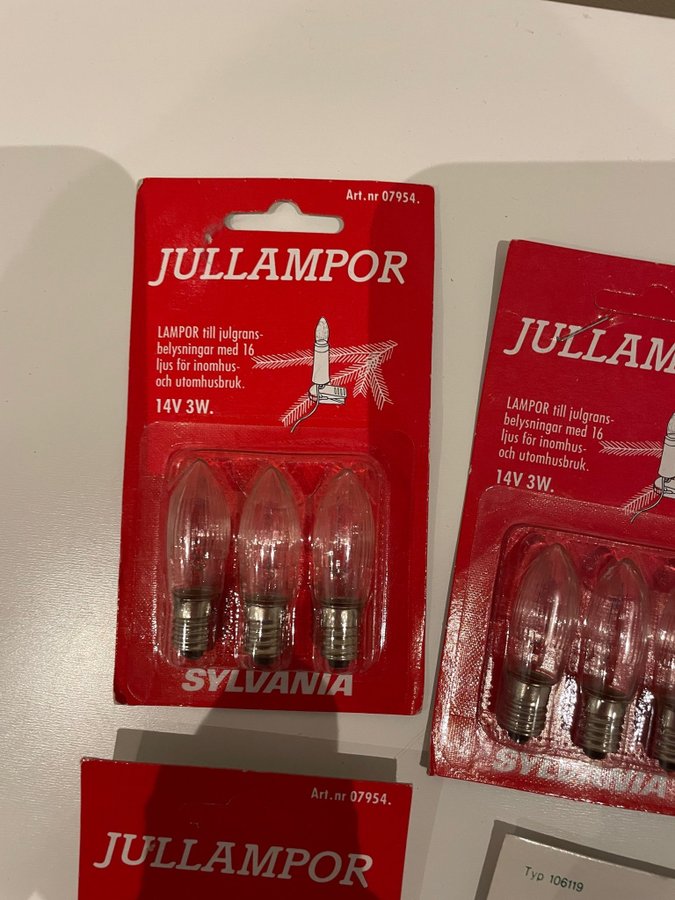 Art.nr 07954.
JULLAMPOR
LAMPOR till julgrans-
belysningar med 16
ljus för inomhus-
och utomhusbruk.
14V 3W.
SYLVANIA
JULLAM
LAMPOR till julgrans-
belysningar med 16
ljus för inomhus-
och utomhusbruk.
14V 3W.
SYLVANIA
Art.nr 07954.
JULLAMPOR
Typ 106119